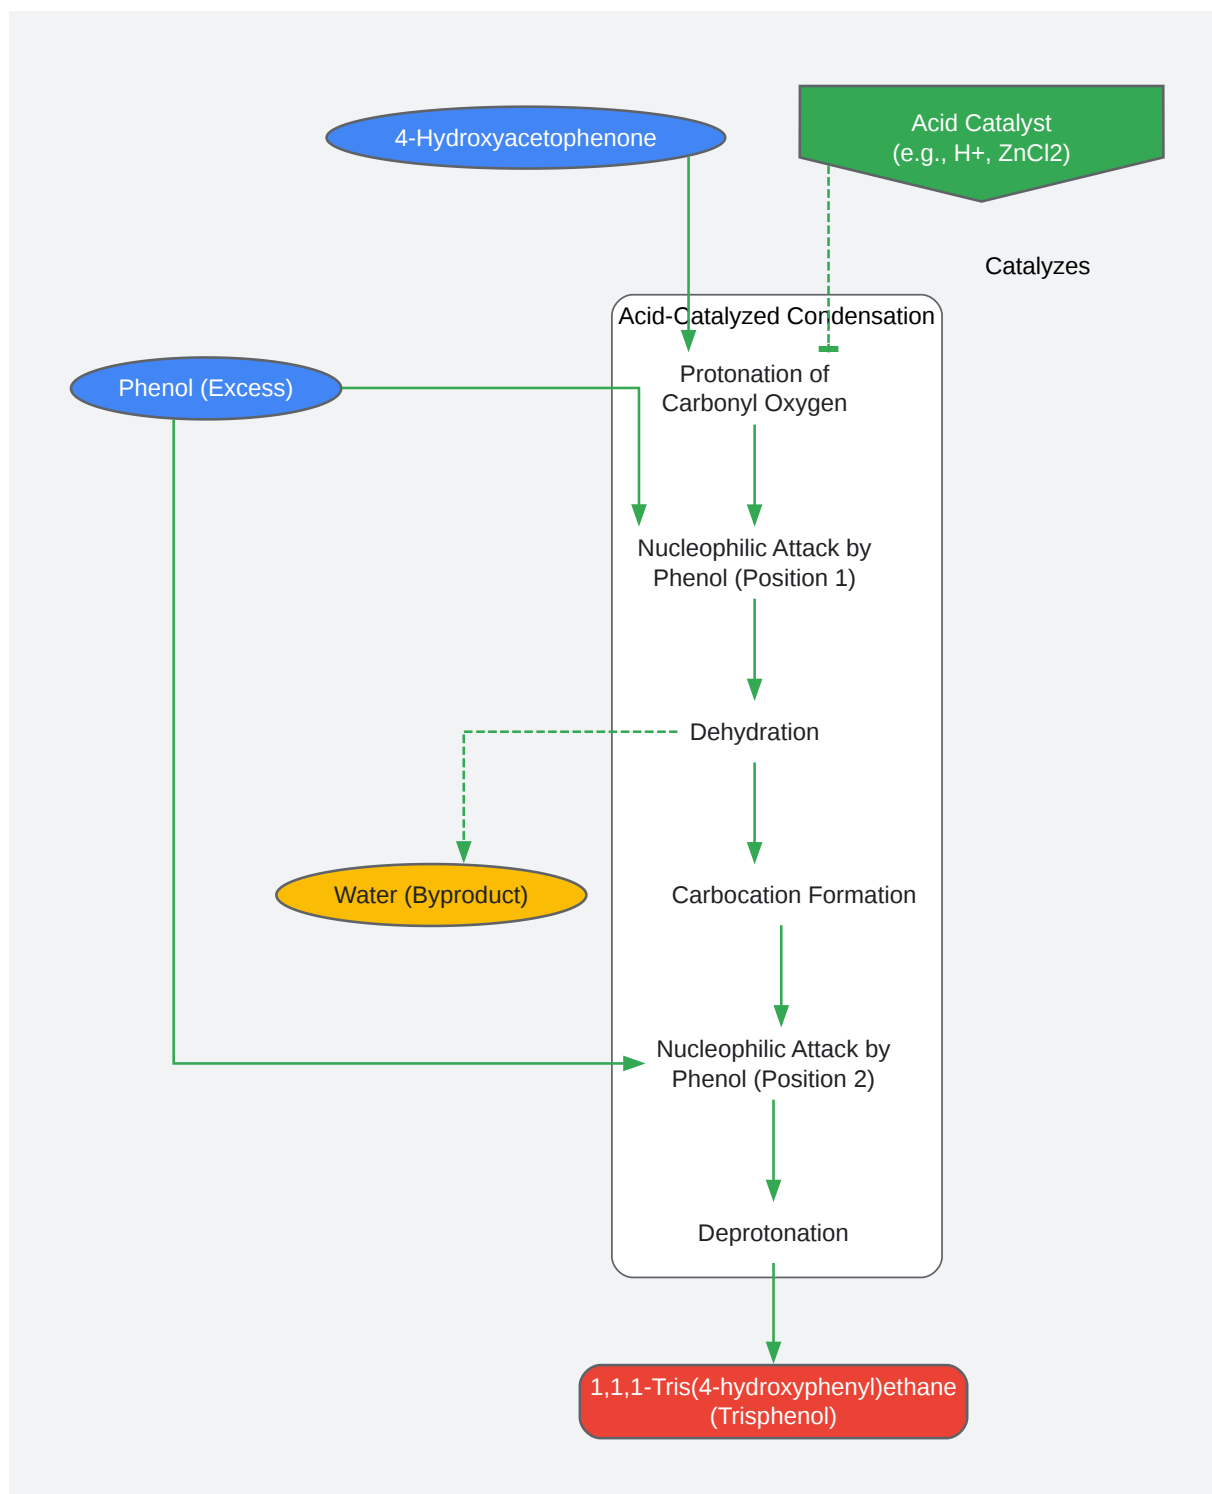 4-Hydroxyacetophenone
Acid Catalyst
(e.g., H+, ZnCl2)
Catalyzes
Acid-Catalyzed Condensation
Protonation of
Carbonyl Oxygen
Phenol (Excess)
Nucleophilic Attack by
Phenol (Position 1)
Dehydration
Water (Byproduct)
Carbocation Formation
Nucleophilic Attack by
Phenol (Position 2)
Deprotonation
1,1,1-Tris(4-hydroxyphenyl)ethane
(Trisphenol)